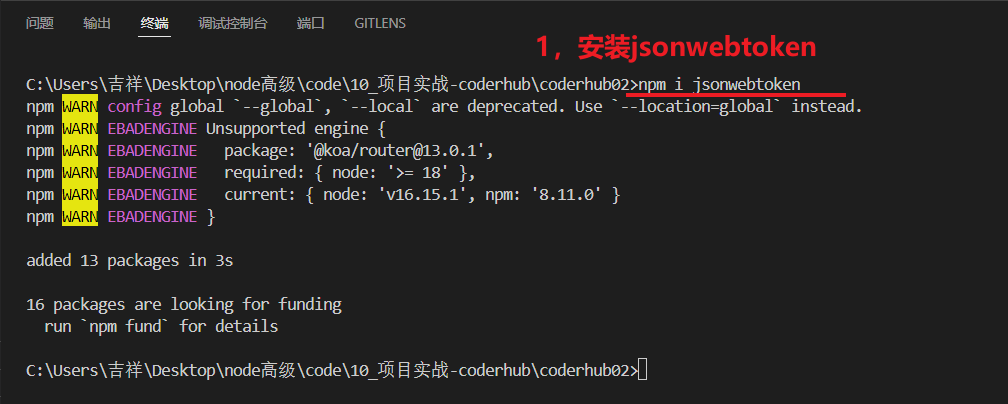 问题 输出 终端 调试控制台 端口 GITLENS
1，安装jsonwebtoken
C:\Users\吉祥\Desktop\node高级\code\10_项目实战-coderhub\coderhub02>npm i jsonwebtoken
npm WARN config global `--global`, `--local` are deprecated. Use `--location=global` instead.
npm WARN EBADENGINE Unsupported engine {
npm WARN EBADENGINE   package: '@koa/router@13.0.1',
npm WARN EBADENGINE   required: { node: '>= 18' },
npm WARN EBADENGINE   current: { node: 'v16.15.1', npm: '8.11.0' }
npm WARN EBADENGINE }
added 13 packages in 3s
16 packages are looking for funding
  run `npm fund` for details
C:\Users\吉祥\Desktop\node高级\code\10_项目实战-coderhub\coderhub02>